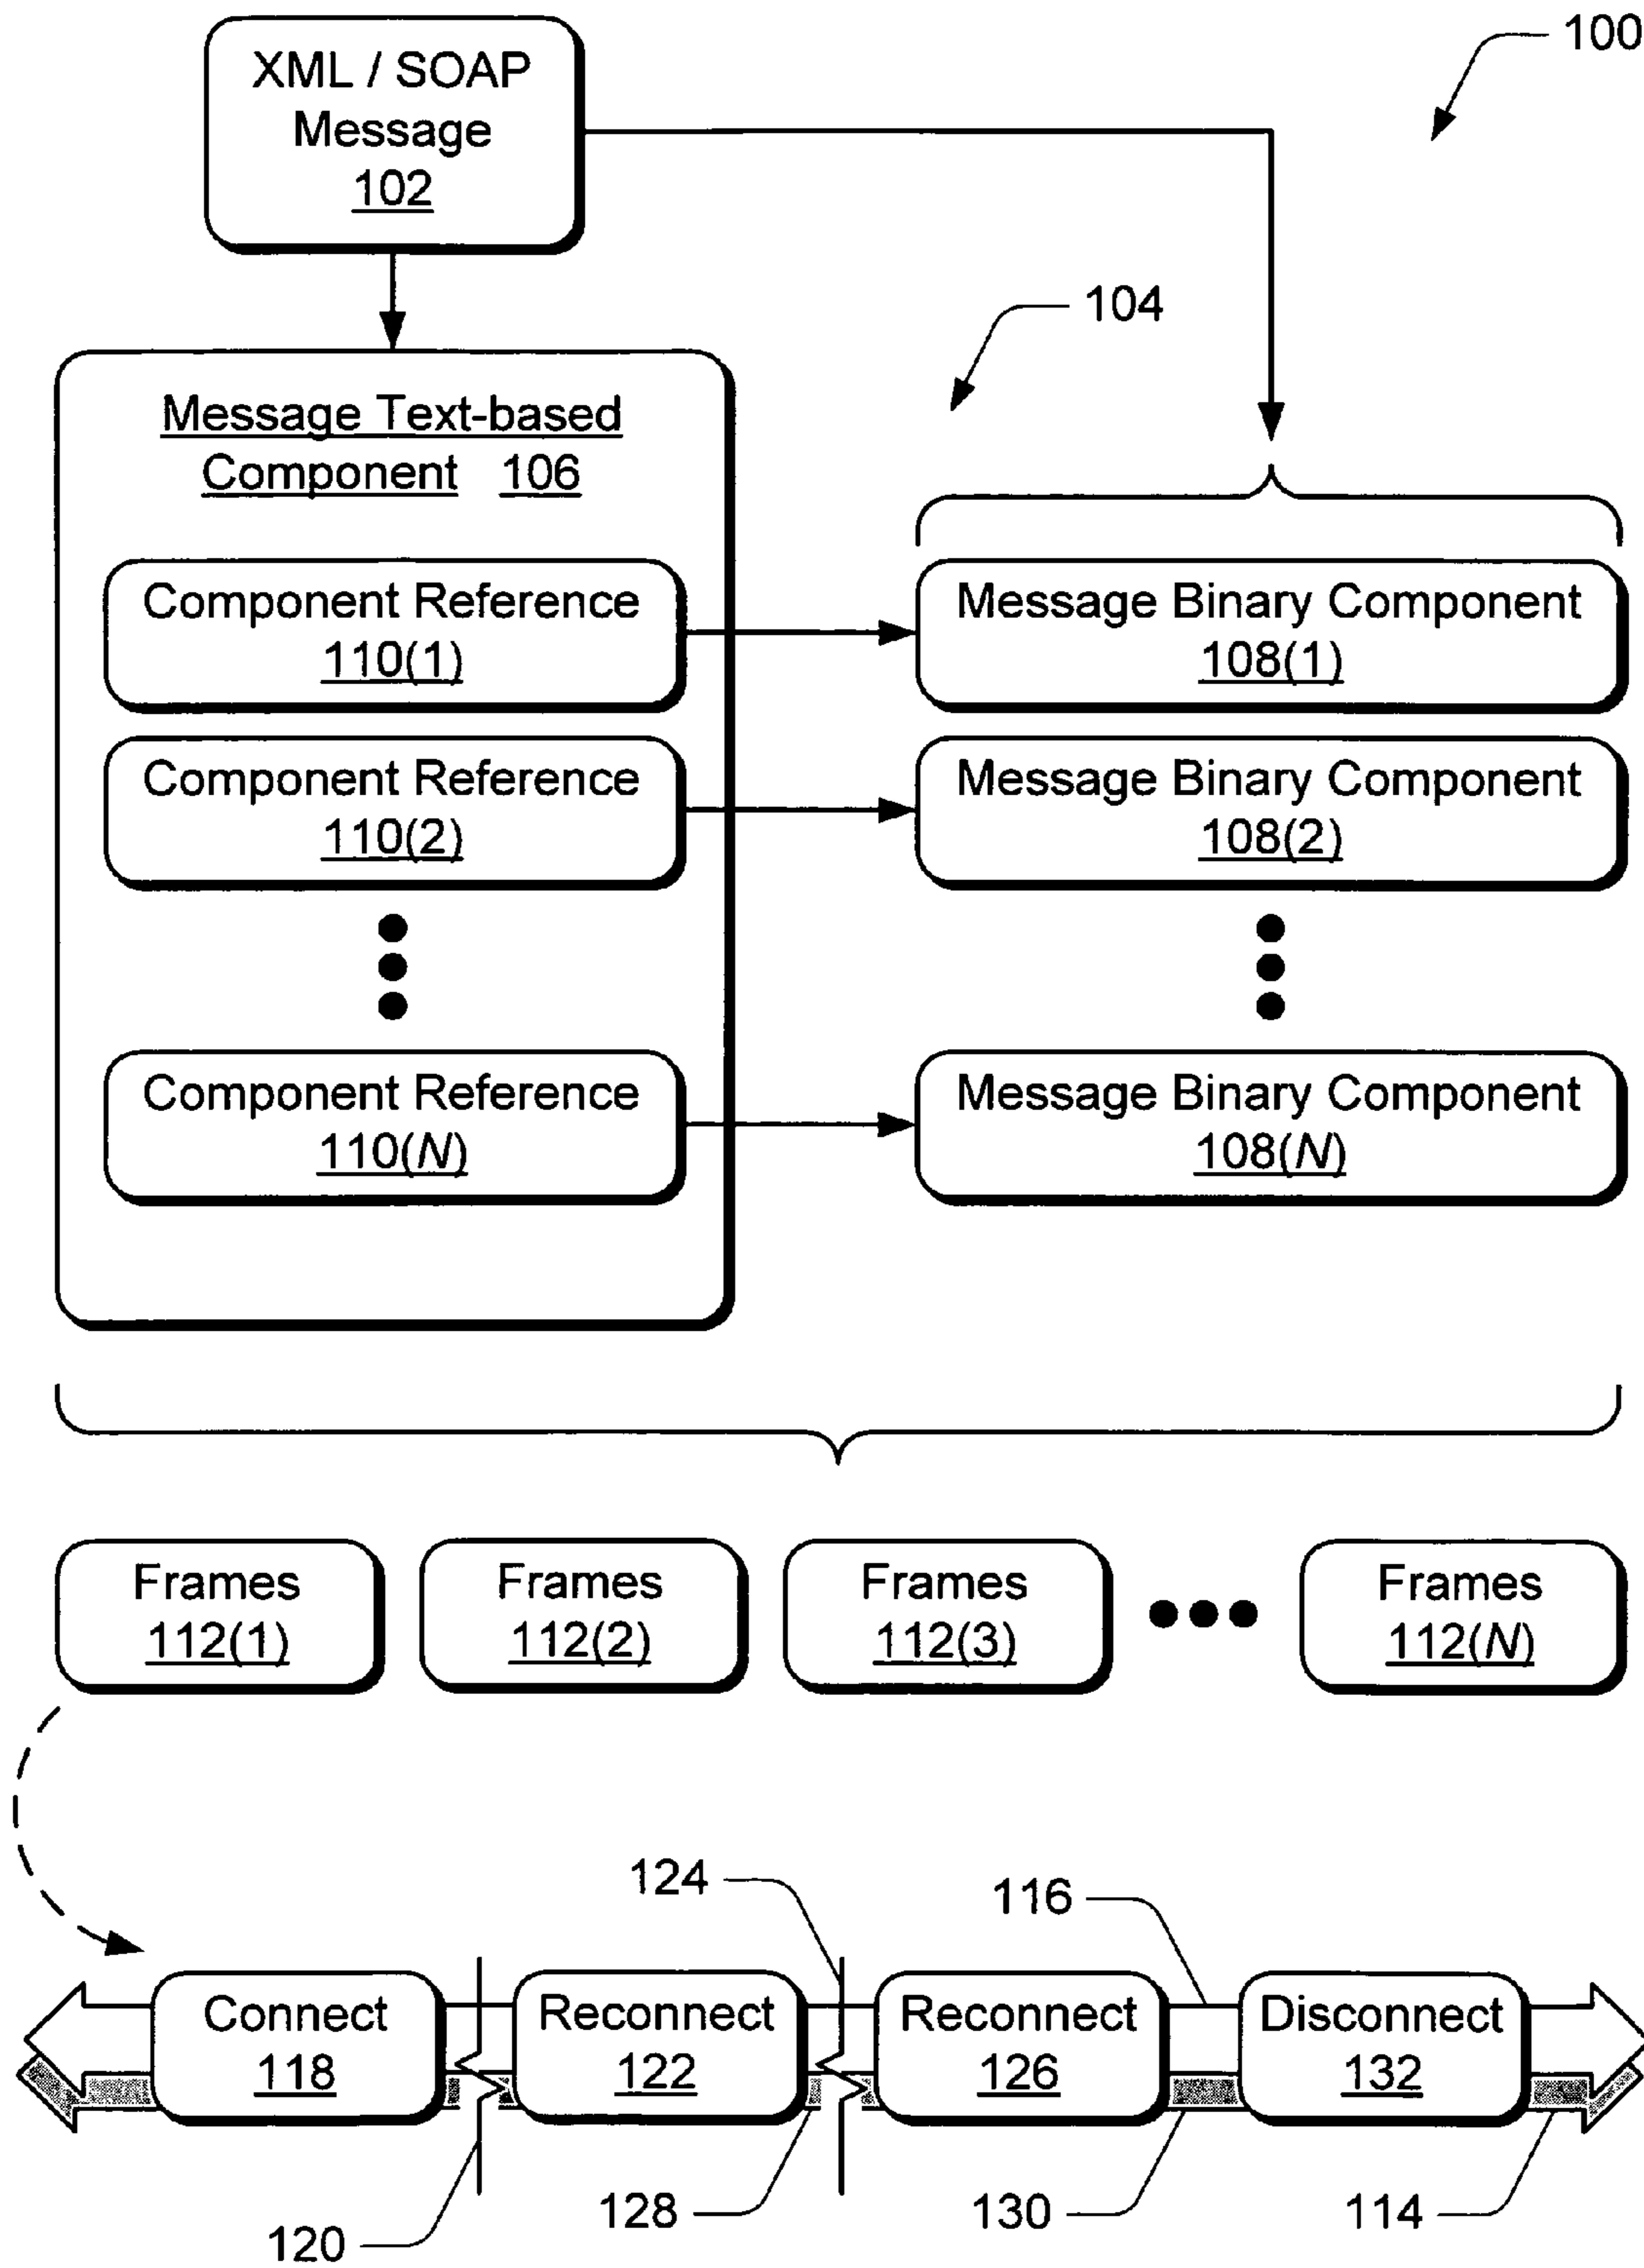 100
XML / SOAP
Message
102
104
Message Text-based
Component 106
Component Reference
110(1)
Message Binary Component
108(1)
Component Reference
110(2)
Message Binary Component
108(2)
Component Reference
110(N)
Message Binary Component
108(N)
Frames
112(1)
Frames
112(2)
Frames
112(3)
Frames
112(N)
124
116
Connect
118
Reconnect
122
Reconnect
126
Disconnect
132
120
128
130
114